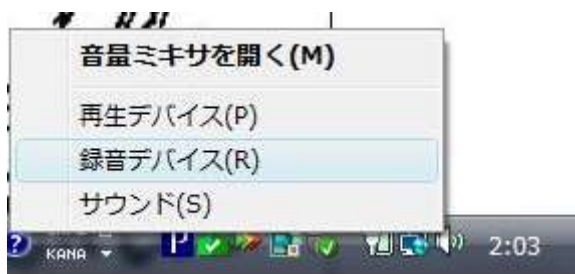 音量ミキサを開く(M)
再生デバイス(P)
録音デバイス(R)
サウンド(S)
? KANA P 2:03